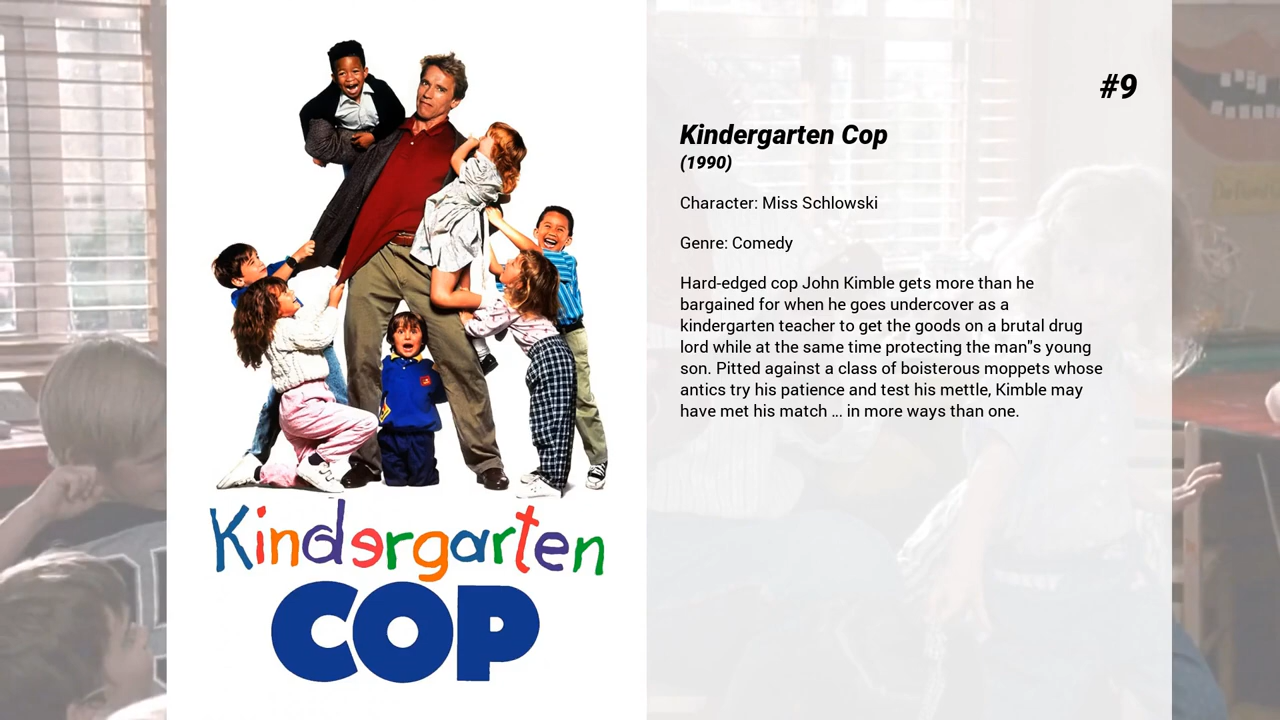 Kindergarten
COP
#9
Kindergarten Cop
(1990)
Character: Miss Schlowski
Genre: Comedy
Hard-edged cop John Kimble gets more than he
bargained for when he goes undercover as a
kindergarten teacher to get the goods on a brutal drug
lord while at the same time protecting the man"s young
son. Pitted against a class of boisterous moppets whose
antics try his patience and test his mettle, Kimble may
have met his match ... in more ways than one.